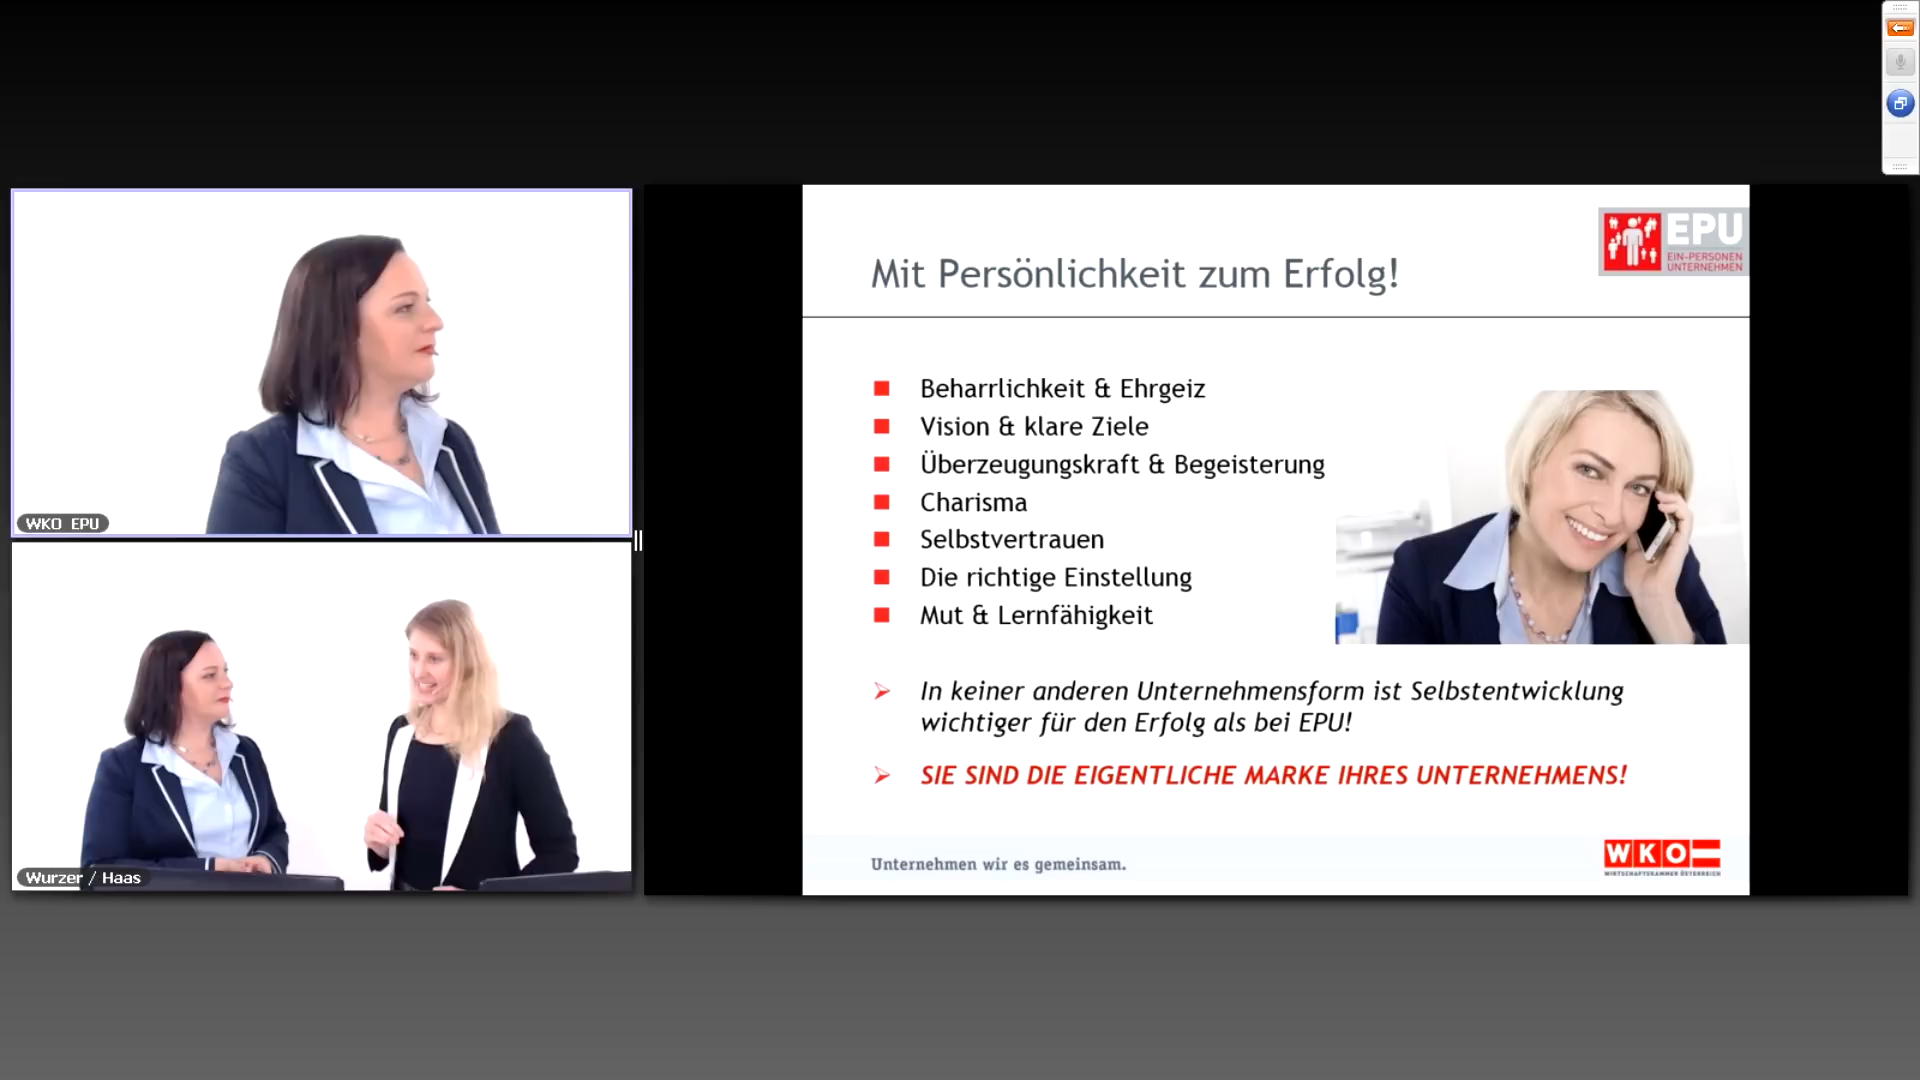 WKO EPU
Wurzer / Haas
EPU
EIN-PERSONEN
UNTERNEHMEN
Mit Persönlichkeit zum Erfolg!
Beharrlichkeit & Ehrgeiz
Vision & klare Ziele
Überzeugungskraft & Begeisterung
Charisma
Selbstvertrauen
Die richtige Einstellung
Mut & Lernfähigkeit
In keiner anderen Unternehmensform ist Selbstentwicklung
wichtiger für den Erfolg als bei EPU!
SIE SIND DIE EIGENTLICHE MARKE IHRES UNTERNEHMENS!
Unternehmen wir es gemeinsam.
WKO
WIRTSCHAFTSKAMMER ÖSTERREICH